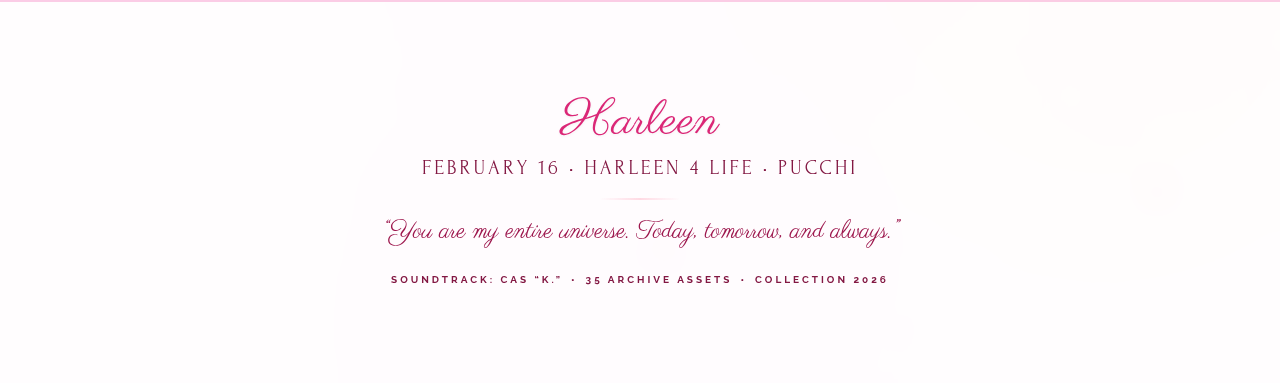 Harleen
FEBRUARY 16 · HARLEEN 4 LIFE · PUCCHI
“You are my entire universe. Today, tomorrow, and always.”
SOUNDTRACK: CAS “K.” • 35 ARCHIVE ASSETS • COLLECTION 2026